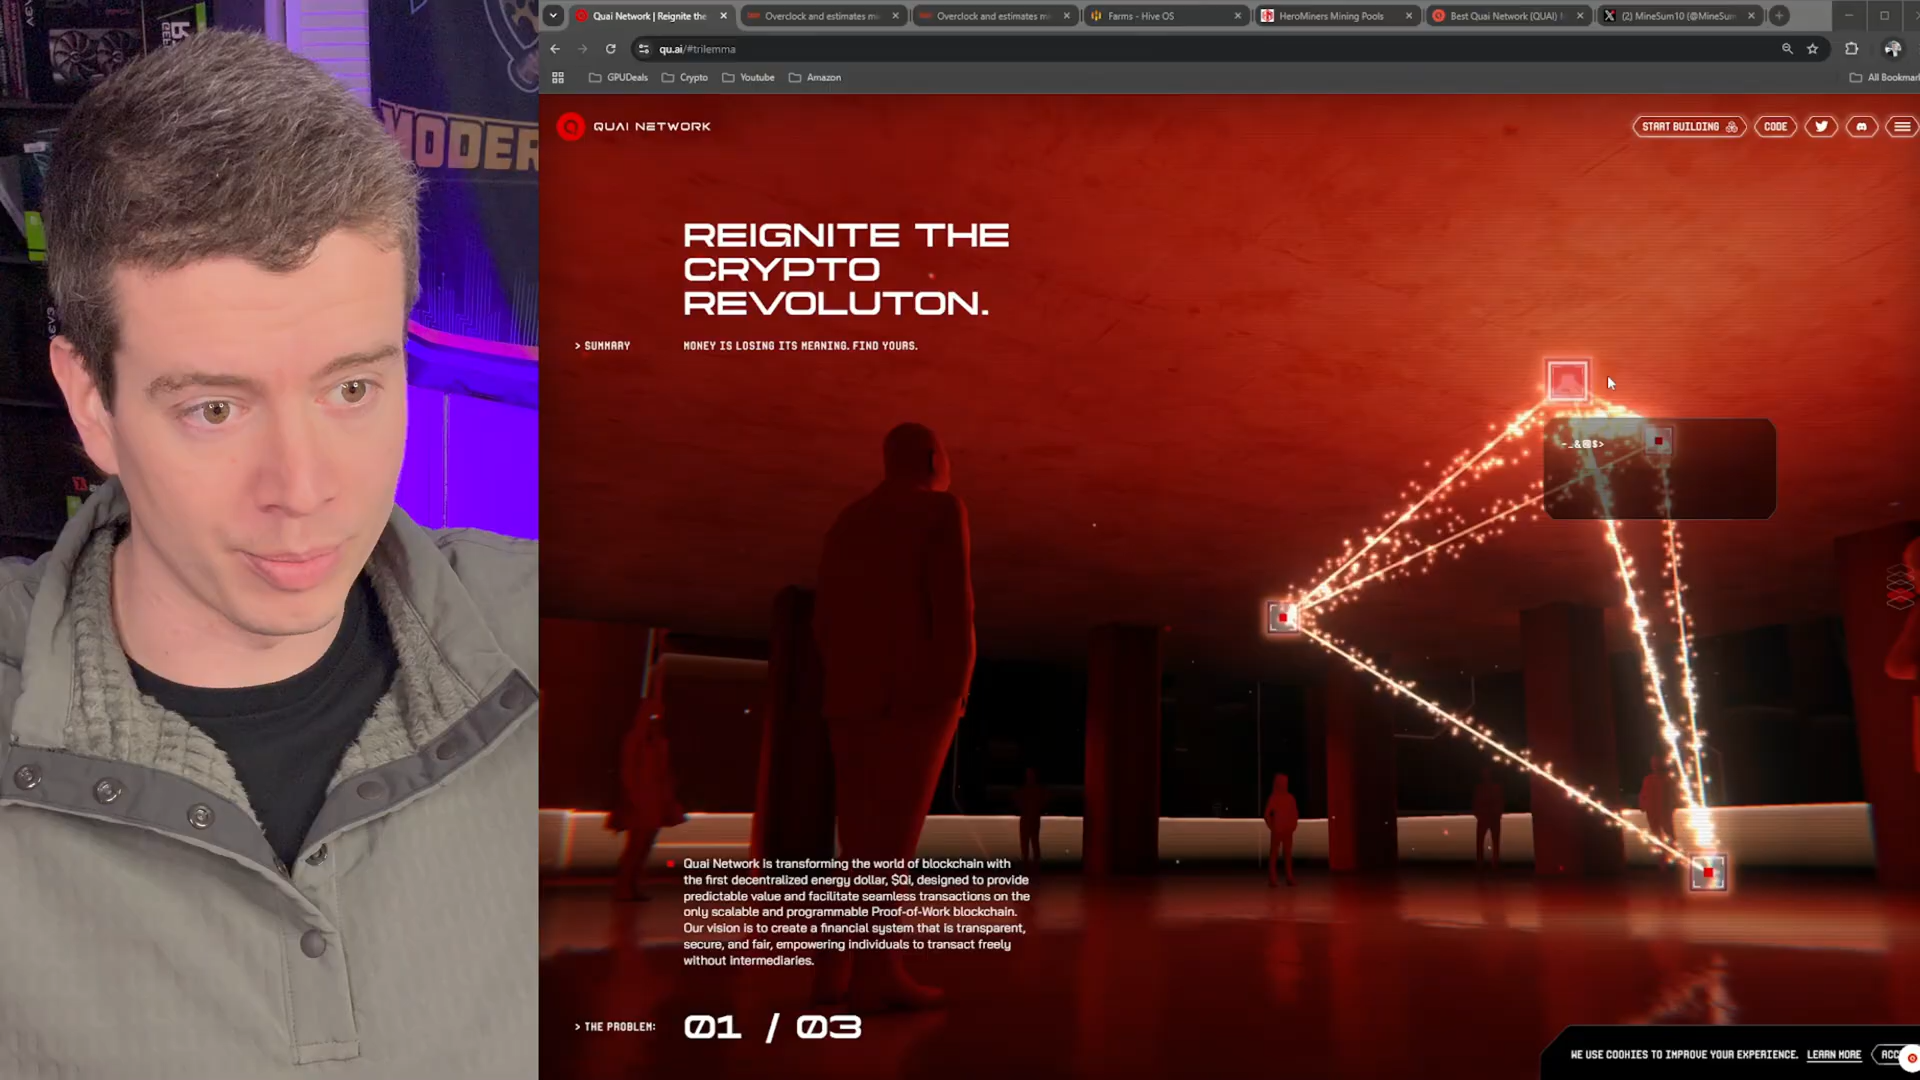 Quai Network | Reignite the
Overclock and estimates mi
Overclock and estimates mi
Farms - Hive OS
HeroMiners Mining Pools
Best Quai Network (QUAI)
(2) MineSum10 (@MineSum
qu.ai/#trilemma
GPUDeals
Crypto
Youtube
Amazon
All Bookmar
MODER
QUAI NETWORK
START BUILDING
CODE
REIGNITE THE
CRYPTO
REVOLUTON.
> SUMMARY
MONEY IS LOSING ITS MEANING. FIND YOURS.
-_&@$>
Quai Network is transforming the world of blockchain with
the first decentralized energy dollar, $Qi, designed to provide
predictable value and facilitate seamless transactions on the
only scalable and programmable Proof-of-Work blockchain.
Our vision is to create a financial system that is transparent,
secure, and fair, empowering individuals to transact freely
without intermediaries.
> THE PROBLEM:
01 / 03
WE USE COOKIES TO IMPROVE YOUR EXPERIENCE.
LEARN MORE
ACC